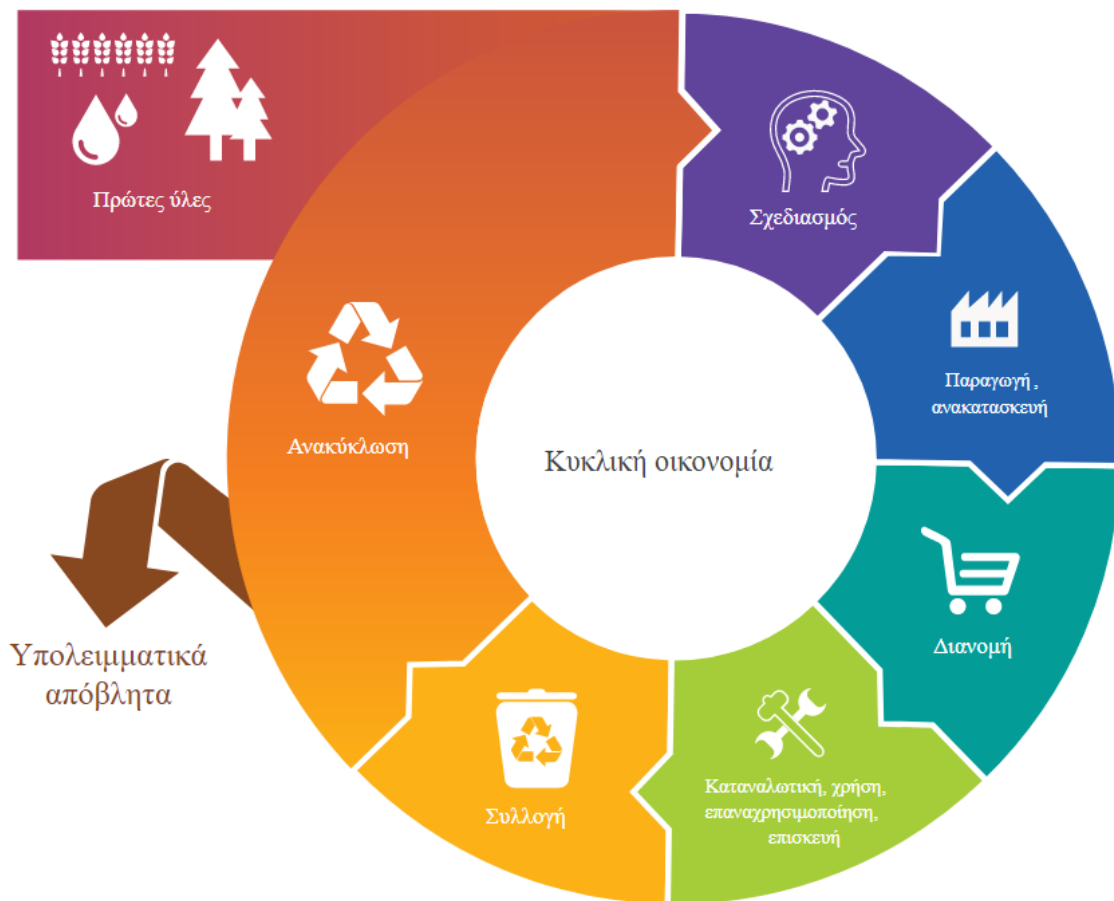 Πρώτες ύλες
Σχεδιασμός
Παραγωγή,
ανακατασκευή
Ανακύκλωση
Κυκλική οικονομία
Διανομή
Υπολειμματικά
απόβλητα
Καταναλωτική, χρήση,
επαναχρησιμοποίηση,
επισκευή
Συλλογή